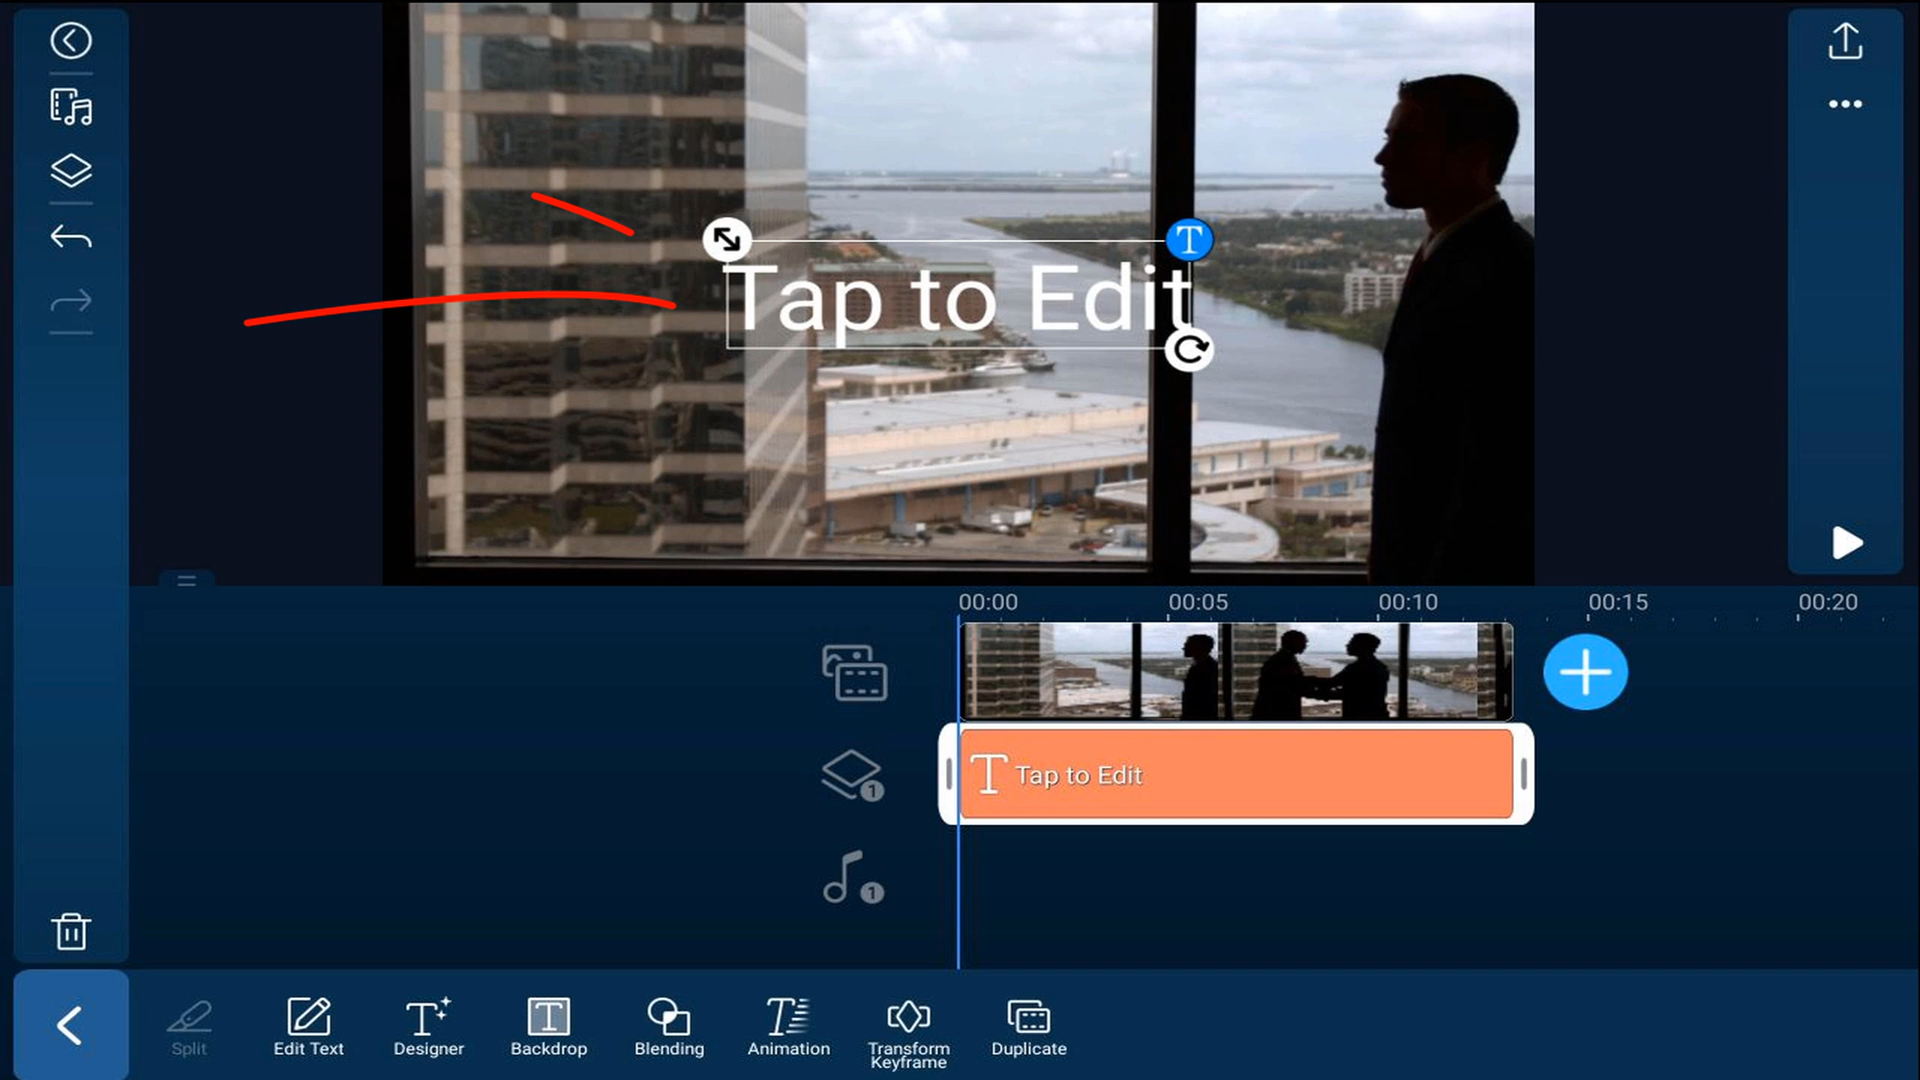 Tap to Edit
00:00 00:05 00:10 00:15 00:20
Tap to Edit
1
1
Split Edit Text Designer Backdrop Blending Animation Transform Keyframe Duplicate